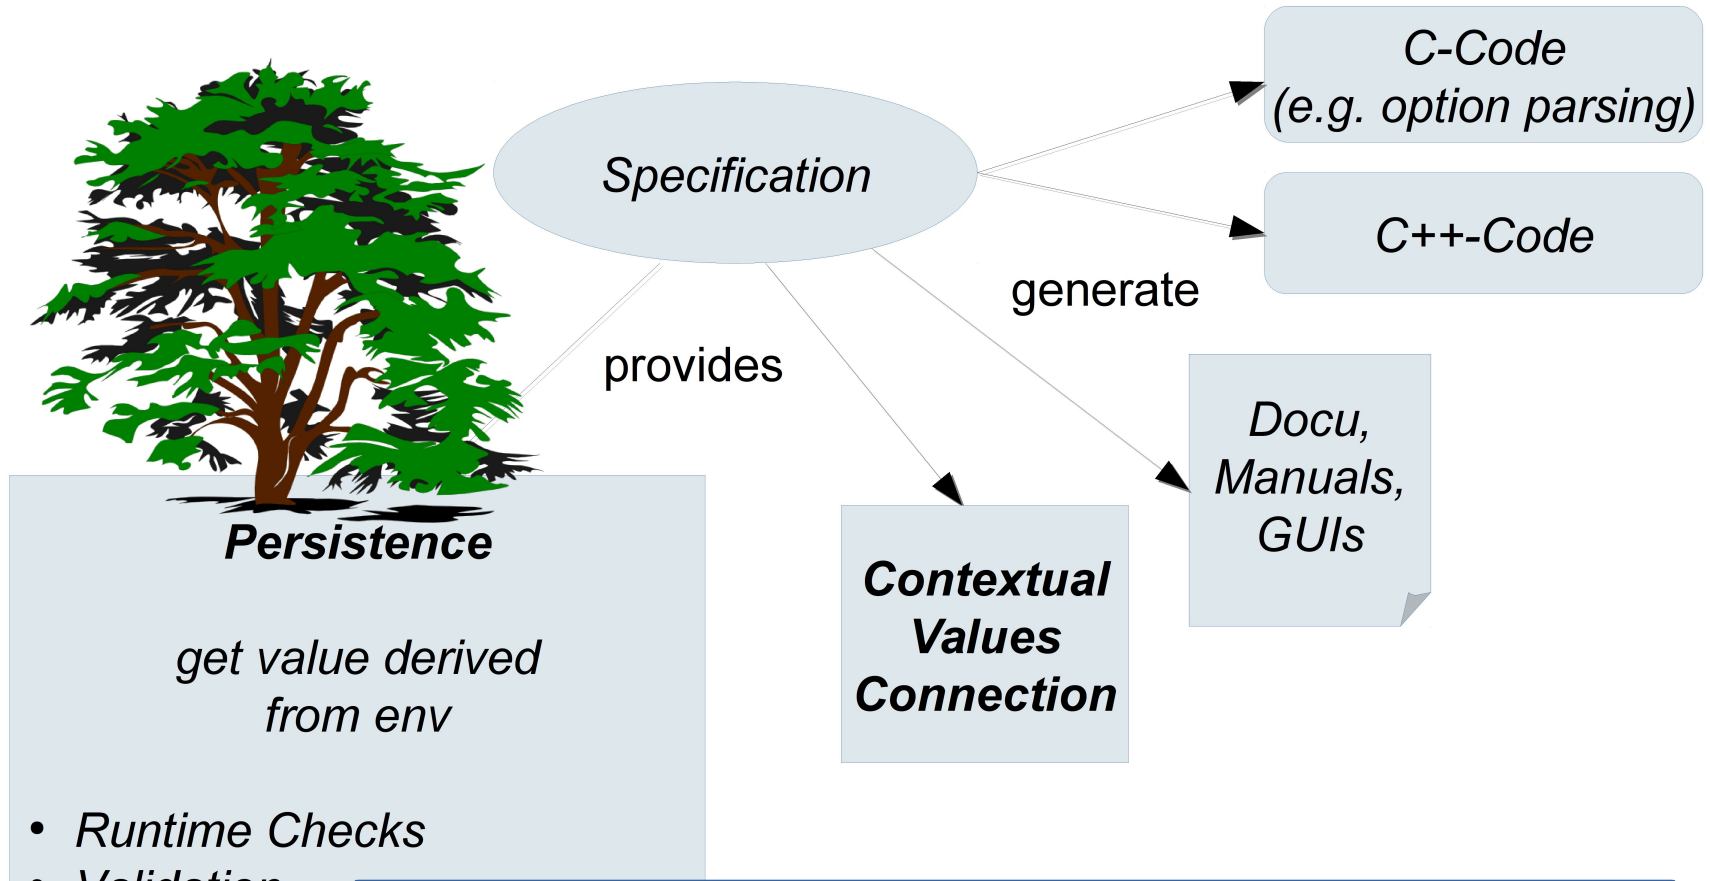 C-Code
(e.g. option parsing)
Specification
C++-Code
generate
provides
Docu,
Manuals,
GUIs
Persistence
Contextual
Values
Connection
get value derived
from env
• Runtime Checks
• Validation